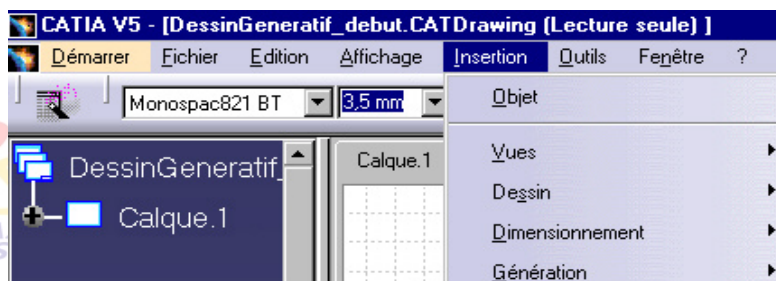 CATIA V5 - [DessinGeneratif_debut.CATDrawing (Lecture seule) ]
Démarrer Fichier Edition Affichage Insertion Outils Fenêtre ?
Monospac821 BT 3,5 mm Objet
DessinGeneratif_ Calque.1 Vues
Calque.1 Dessin
Dimensionnement
Génération